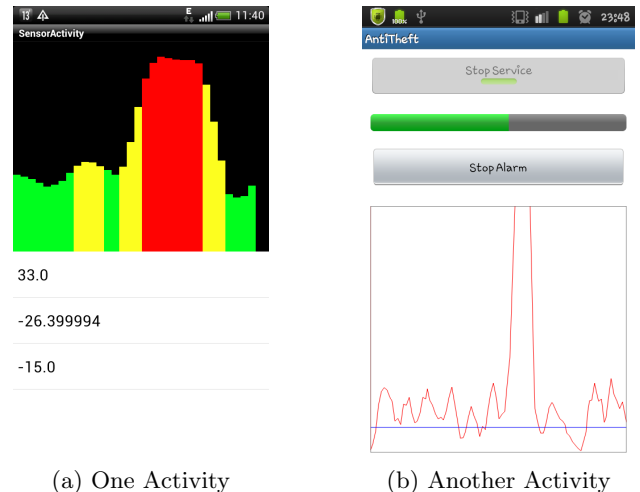 13 E 11:40
SensorActivity
33.0
-26.399994
-15.0
(a) One Activity
100% 23:48
AntiTheft
Stop Service
Stop Alarm
(b) Another Activity